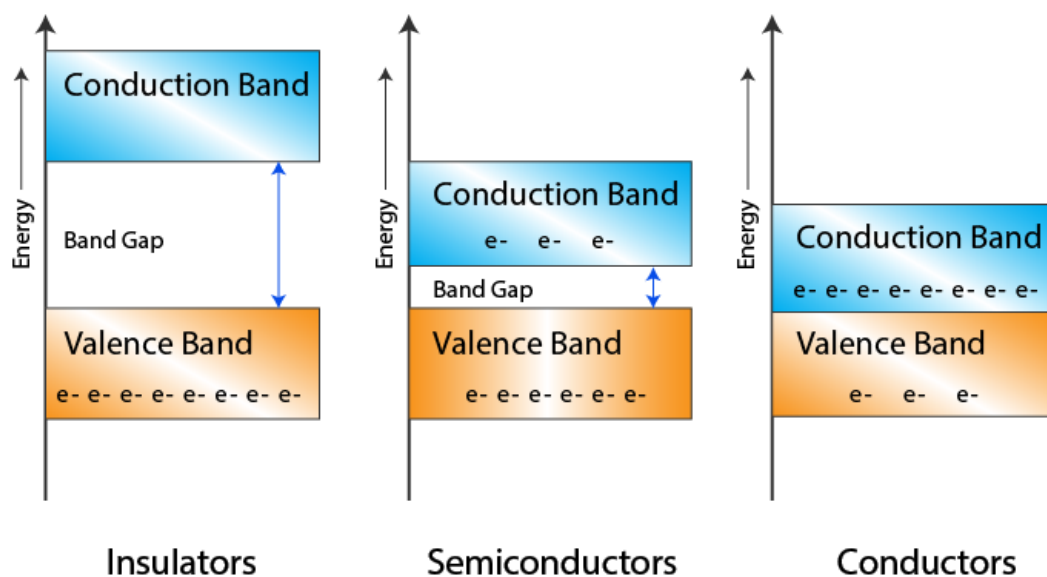 Energy
Conduction Band
Band Gap
Valence Band
e- e- e- e- e- e- e- e-
Insulators
Energy
Conduction Band
e- e- e-
Band Gap
Valence Band
e- e- e- e- e- e-
Semiconductors
Energy
Conduction Band
e- e- e- e- e- e- e- e-
Valence Band
e- e- e-
Conductors